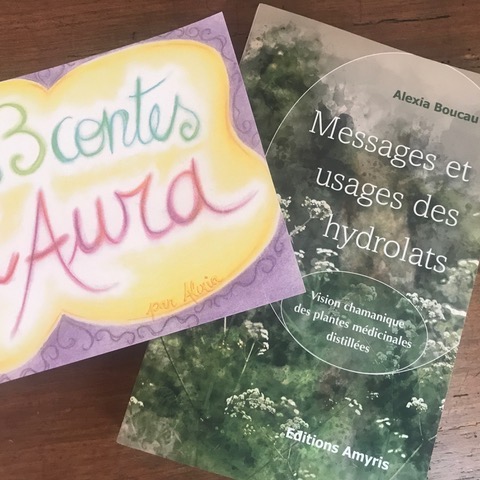 3 contes
Aura
par Alexia
Alexia Boucau
Messages et
usages des
hydrolats
Vision chamanique
des plantes médicinales
distillées
Editions Amyris